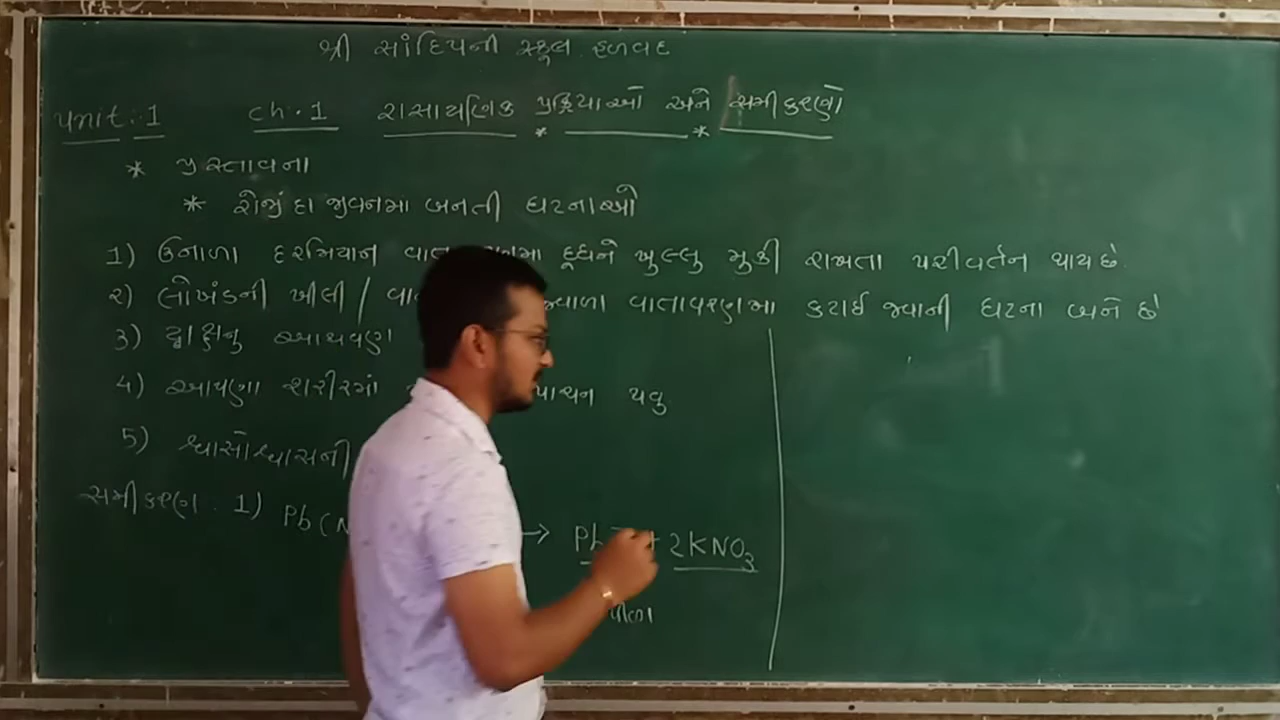 શ્રી સાંદિપની સ્કૂલ. હળવદ
Unit : 1 ch. 1 રાસાયણિક પ્રક્રિયાઓ અને સમીકરણો
* પ્રસ્તાવના
* રોજીંદા જીવનમા બનતી ઘટનાઓ
1) ઉનાળા દરમિયાન દૂધને ખુલ્લુ મુકી રાખતા પરીવર્તન થાય છે.
૨) લોખંડની ખીલી / વાતાવરણમા કટાઈ જવાની ઘટના બને છે
3) દ્રાક્ષનુ આથવણ
4) આપણા શરીરમાં પાચન થવુ
5) શ્વાસોશ્વાસની
સમીકરણ. 1) Pb(N → Pb + 2KNO3
પીળા